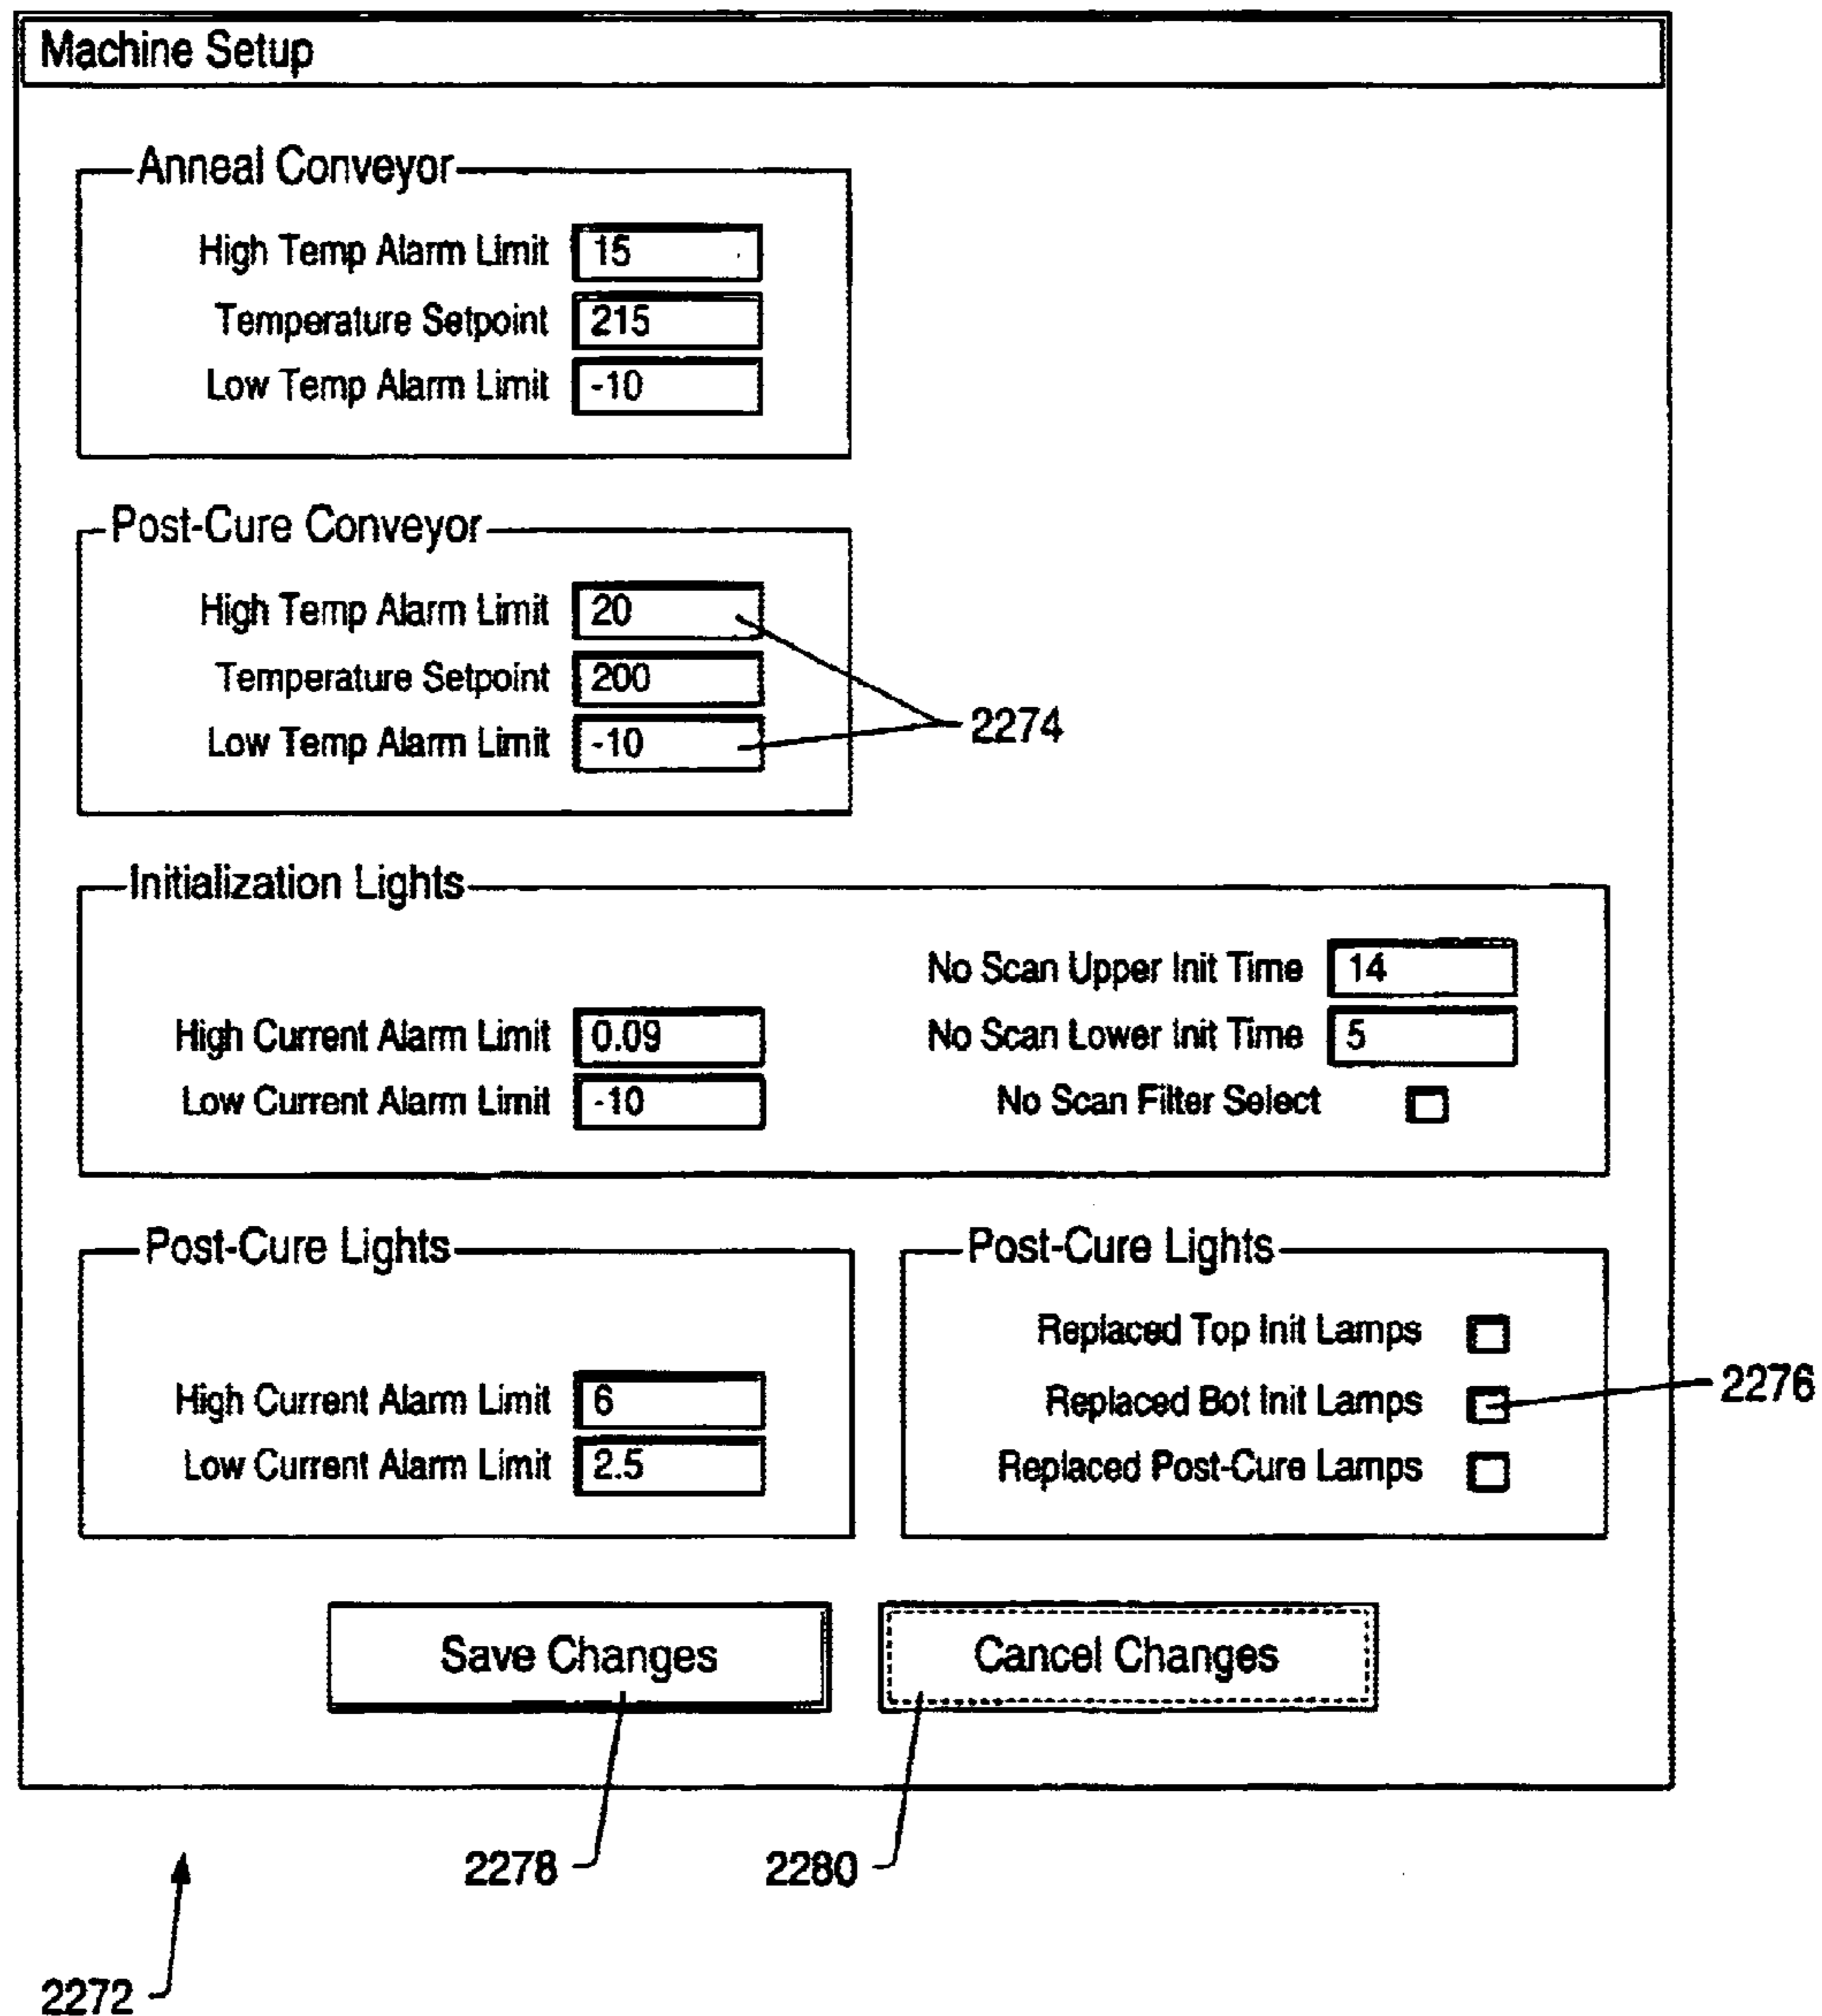 Machine Setup
Anneal Conveyor
High Temp Alarm Limit 15
Temperature Setpoint 215
Low Temp Alarm Limit -10
Post-Cure Conveyor
High Temp Alarm Limit 20
Temperature Setpoint 200
Low Temp Alarm Limit -10
2274
Initialization Lights
No Scan Upper Init Time 14
High Current Alarm Limit 0.09 No Scan Lower Init Time 5
Low Current Alarm Limit -10 No Scan Filter Select
Post-Cure Lights
High Current Alarm Limit 6
Low Current Alarm Limit 2.5
Post-Cure Lights
Replaced Top Init Lamps
Replaced Bot Init Lamps
2276
Replaced Post-Cure Lamps
Save Changes Cancel Changes
2278 2280
2272